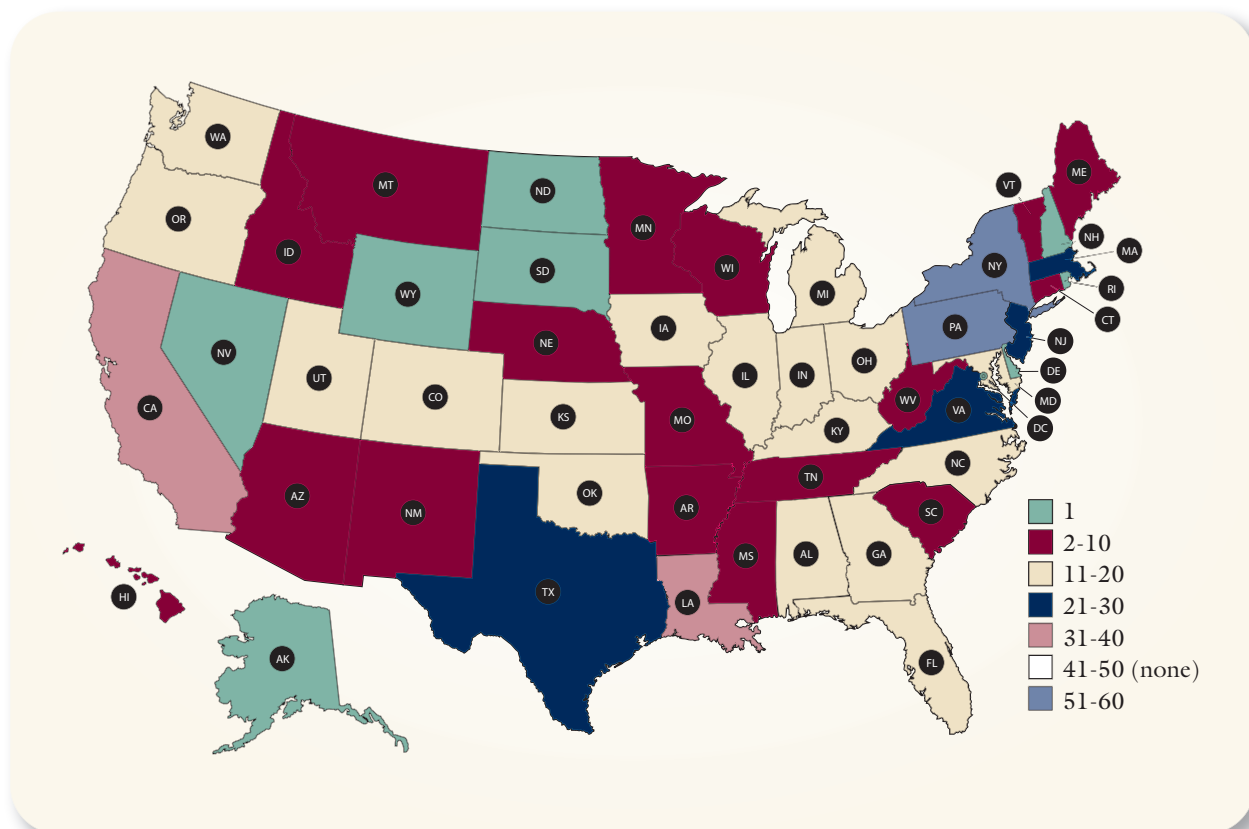 WA
MT
ND
MN
ME
VT
OR
ID
NH
MA
WI
NY
SD
RI
WY
MI
CT
IA
PA
NJ
NE
NV
OH
UT
IL
IN
DE
CO
MD
CA
KS
WV
VA
MO
KY
DC
NC
TN
AZ
OK
NM
AR
SC
1
2-10
MS
AL
GA
11-20
HI
TX
LA
21-30
31-40
AK
FL
41-50 (none)
51-60